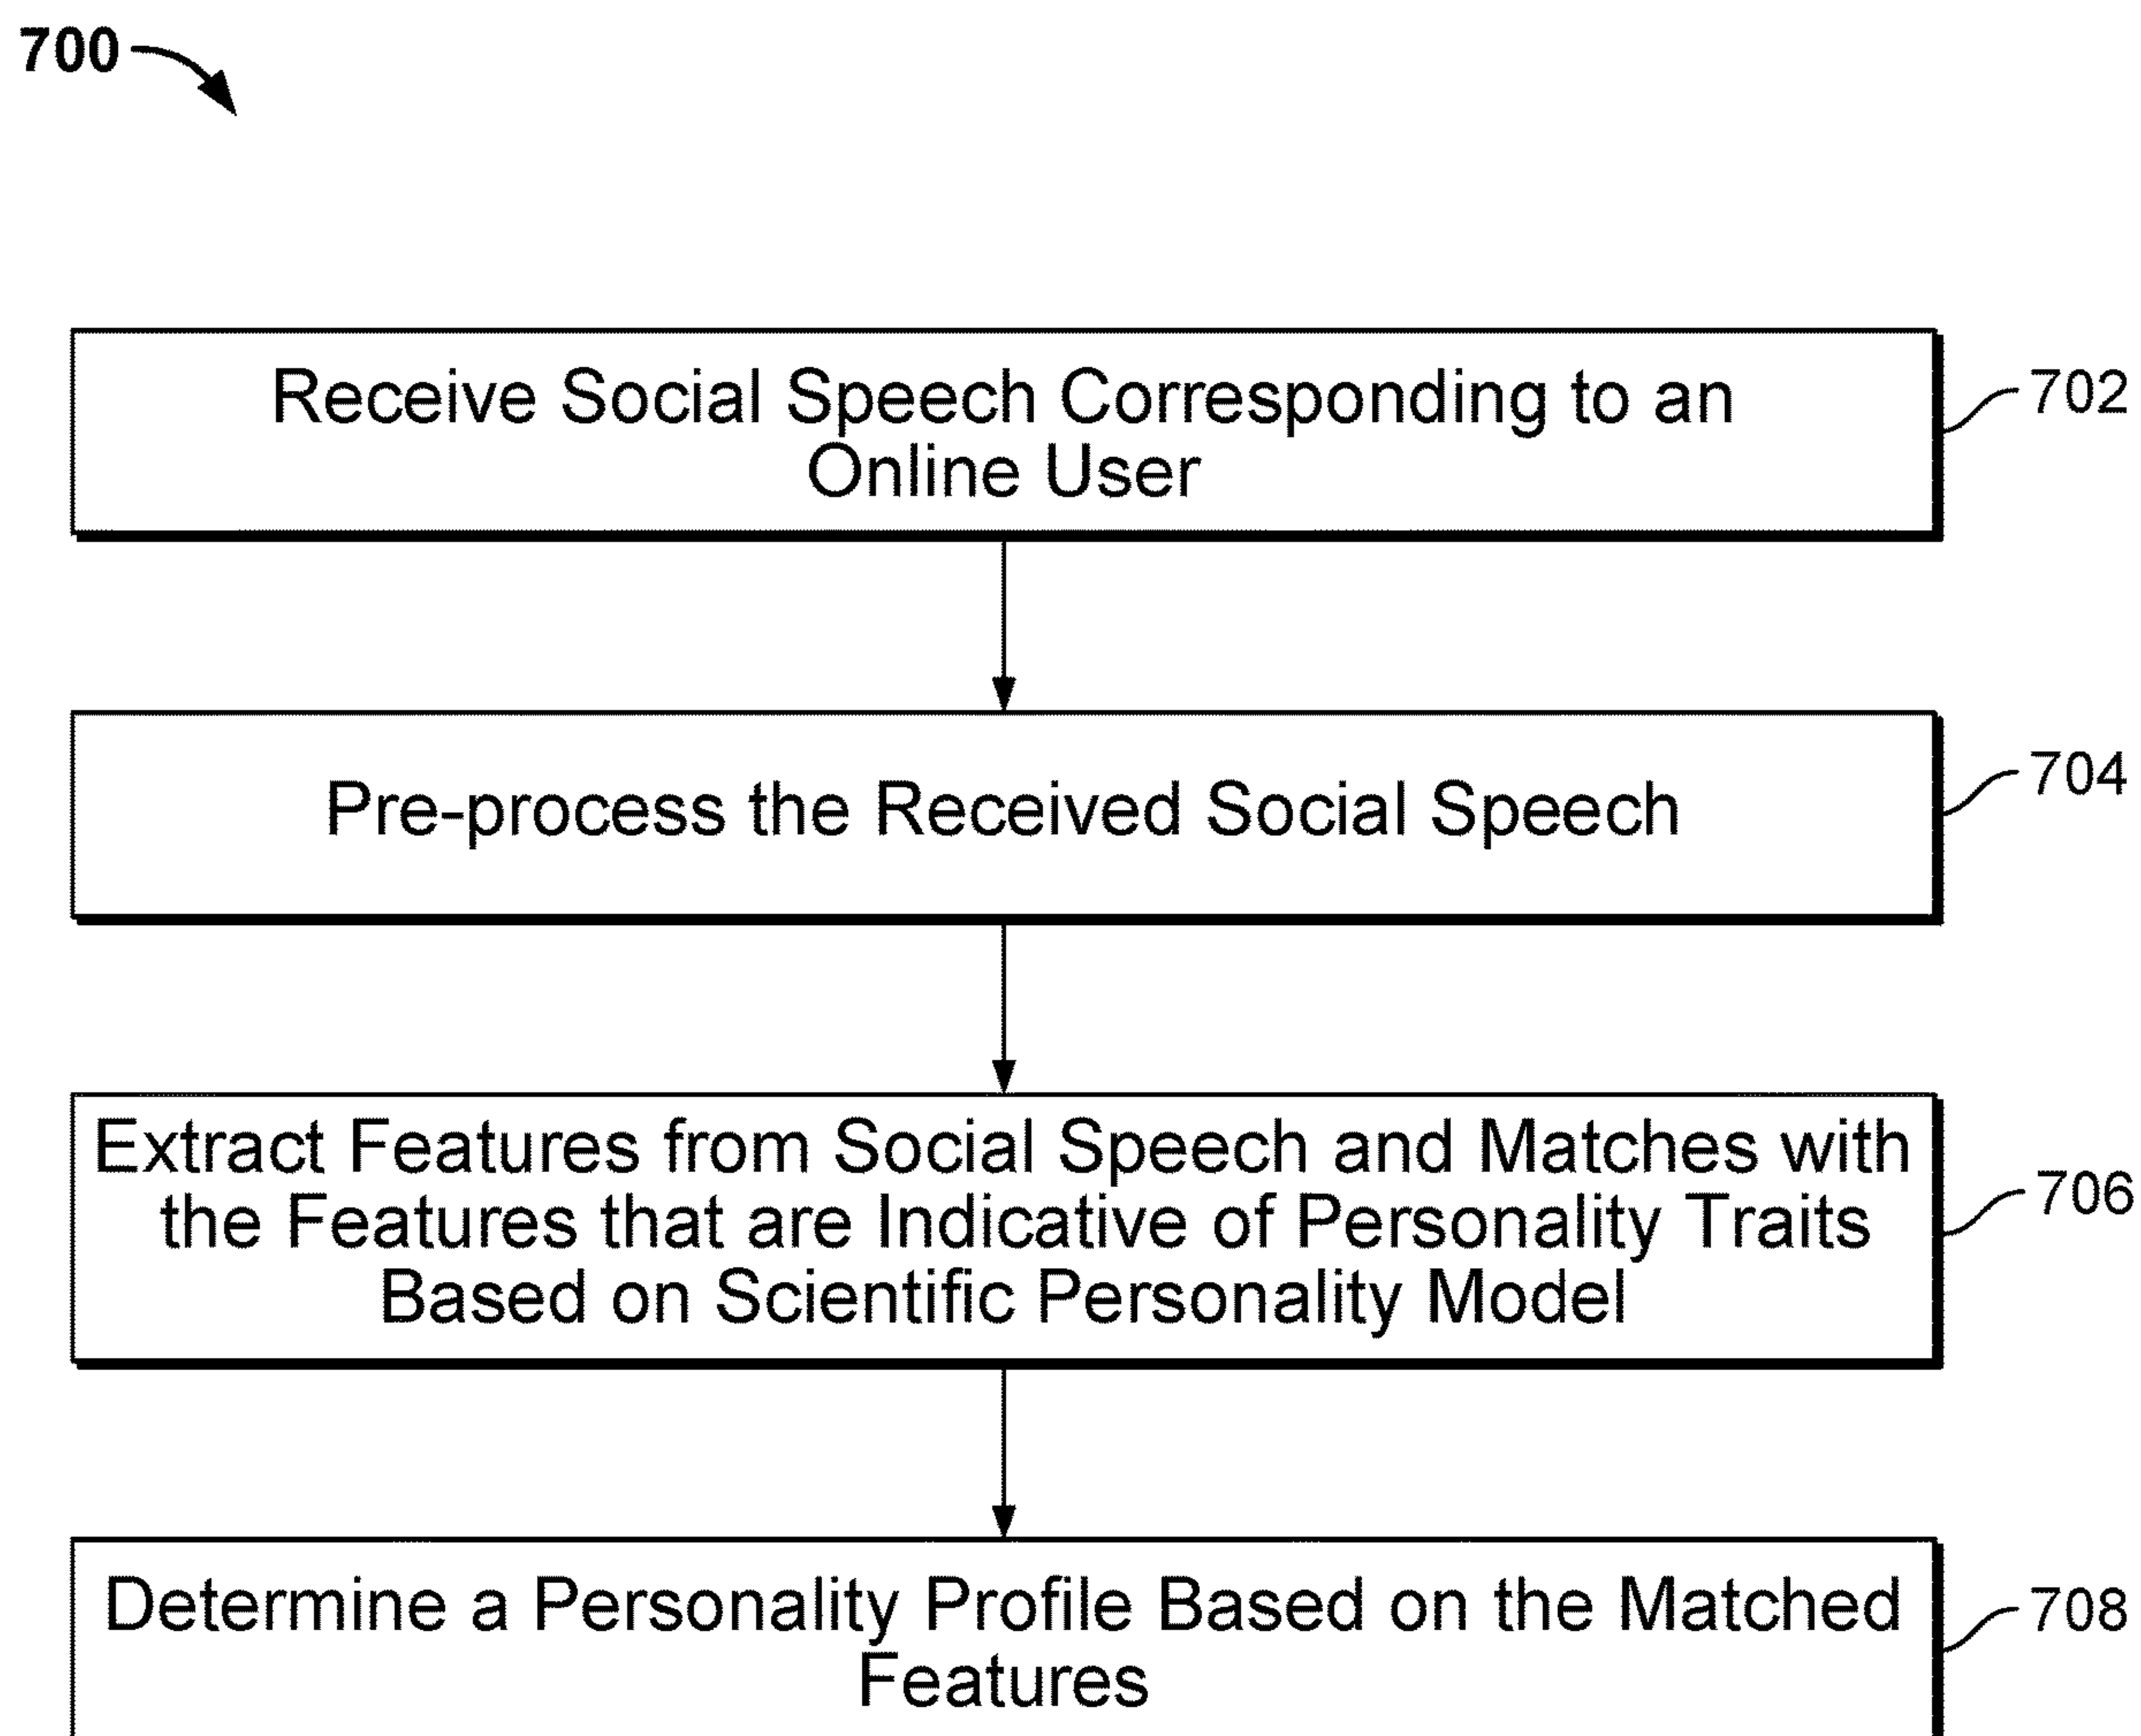 700
Receive Social Speech Corresponding to an
Online User
702
Pre-process the Received Social Speech
704
Extract Features from Social Speech and Matches with
the Features that are Indicative of Personality Traits
Based on Scientific Personality Model
706
Determine a Personality Profile Based on the Matched
Features
708